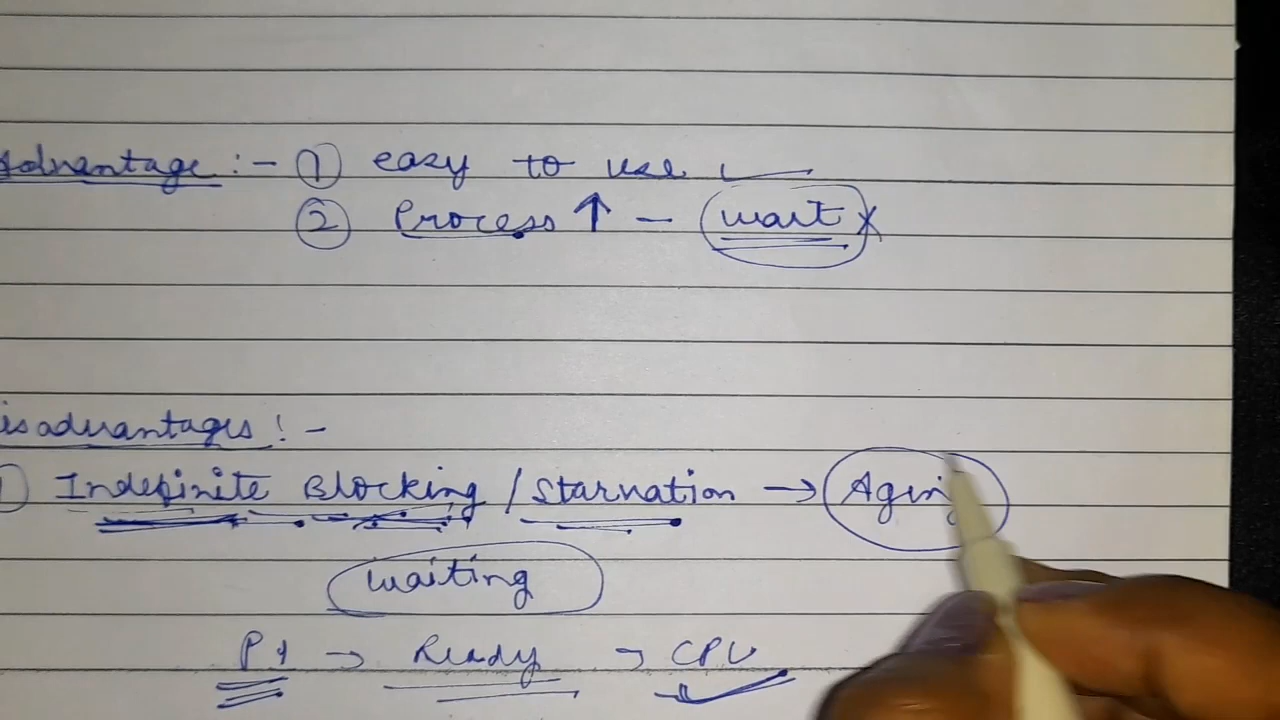 Advantage :- ① easy to use
② Process ↑ - wait x
isadvantages :-
Indefinite Blocking / Starvation → Aging
waiting
P1 → Ready → CPU